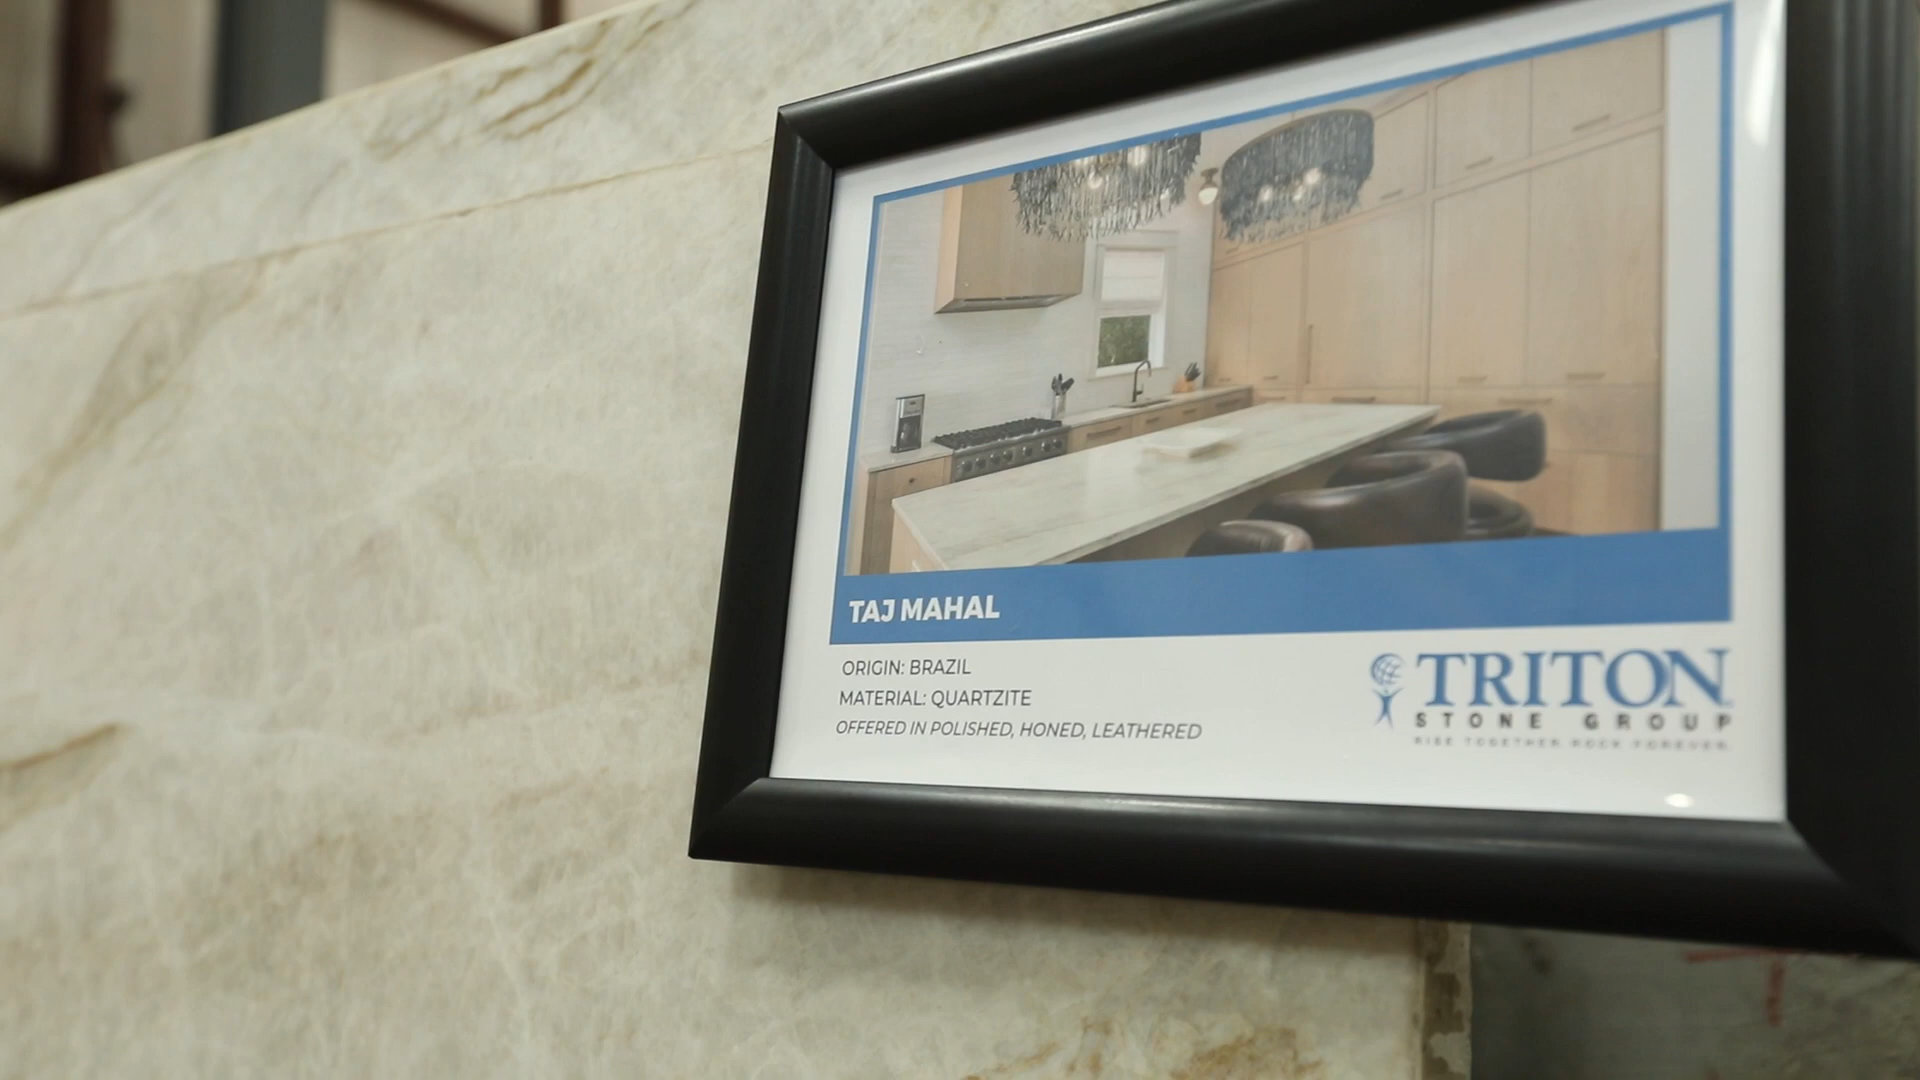 TAJ MAHAL
ORIGIN: BRAZIL
MATERIAL: QUARTZITE
OFFERED IN POLISHED, HONED, LEATHERED
TRITON
STONE GROUP
RISE TOGETHER. ROCK FOREVER.